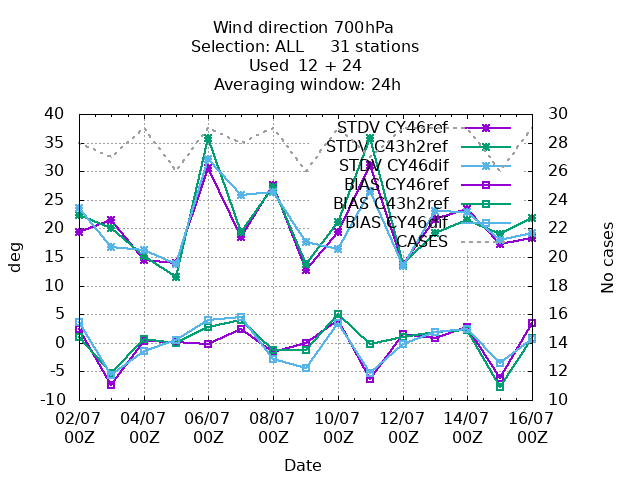 Wind direction 700hPa
Selection: ALL 31 stations
Used 12 + 24
Averaging window: 24h
40
35
30
25
20
15
10
5
0
-5
-10
deg
30
28
26
24
22
20
18
16
14
12
10
No cases
STDV CY46ref
STDV C43h2ref
STDV CY46dif
BIAS CY46ref
BIAS C43h2ref
BIAS CY46dif
CASES
02/07 04/07 06/07 08/07 10/07 12/07 14/07 16/07
00Z 00Z 00Z 00Z 00Z 00Z 00Z 00Z
Date